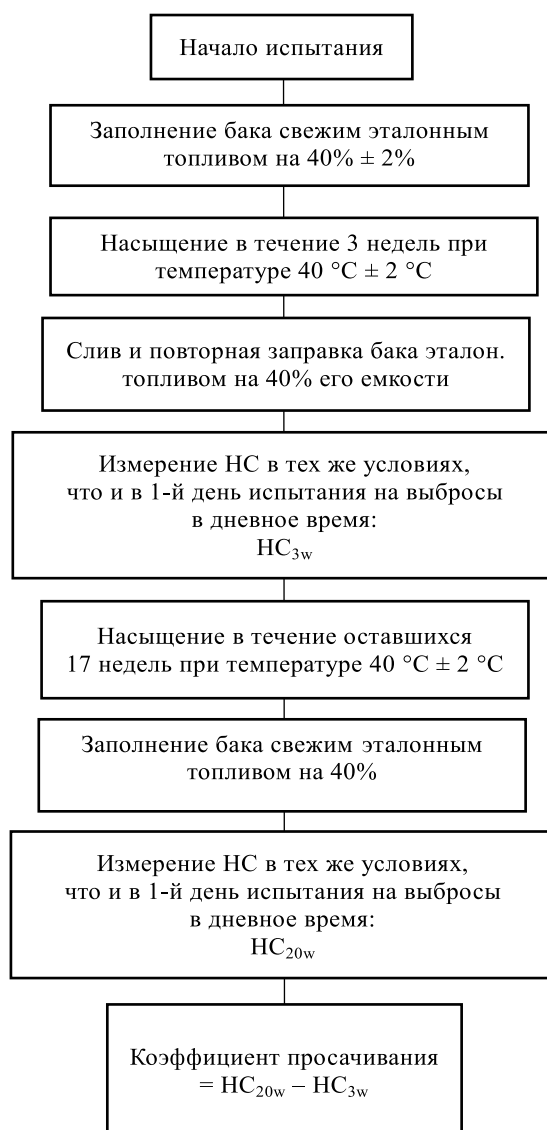 Начало испытания
Заполнение бака свежим эталонным
топливом на 40% ± 2%
Насыщение в течение 3 недель при
температуре 40 °C ± 2 °C
Слив и повторная заправка бака эталон.
топливом на 40% его емкости
Измерение HC в тех же условиях,
что и в 1-й день испытания на выбросы
в дневное время:
HC3w
Насыщение в течение оставшихся
17 недель при температуре 40 °C ± 2 °C
Заполнение бака свежим эталонным
топливом на 40%
Измерение HC в тех же условиях,
что и в 1-й день испытания на выбросы
в дневное время:
HC20w
Коэффициент просачивания
= HC20w – HC3w